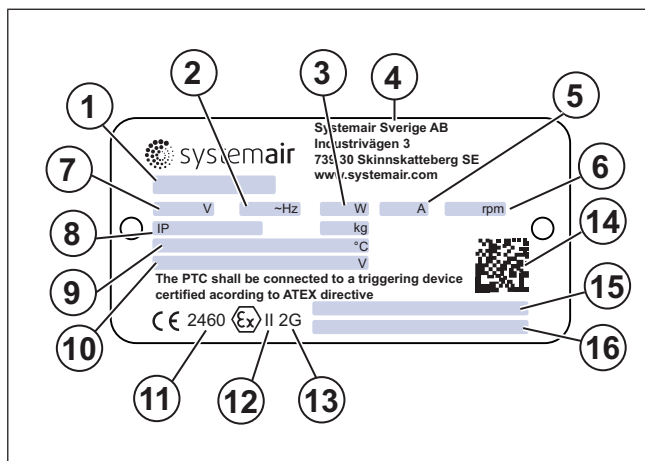 1
2
3
4
5
6
7
8
9
10
11
12
13
14
15
16
systemair
Systemair Sverige AB
Industrivägen 3
739 30 Skinnskatteberg SE
www.systemair.com
V ~Hz W A rpm
IP kg
°C
V
The PTC shall be connected to a triggering device
certified acording to ATEX directive
CE 2460 Ex II 2G